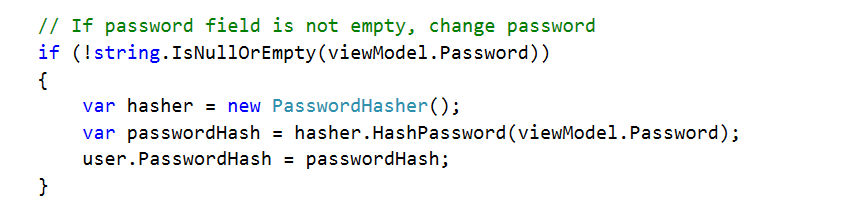 // If password field is not empty, change password
if (!string.IsNullOrEmpty(viewModel.Password))
{
    var hasher = new PasswordHasher();
    var passwordHash = hasher.HashPassword(viewModel.Password);
    user.PasswordHash = passwordHash;
}